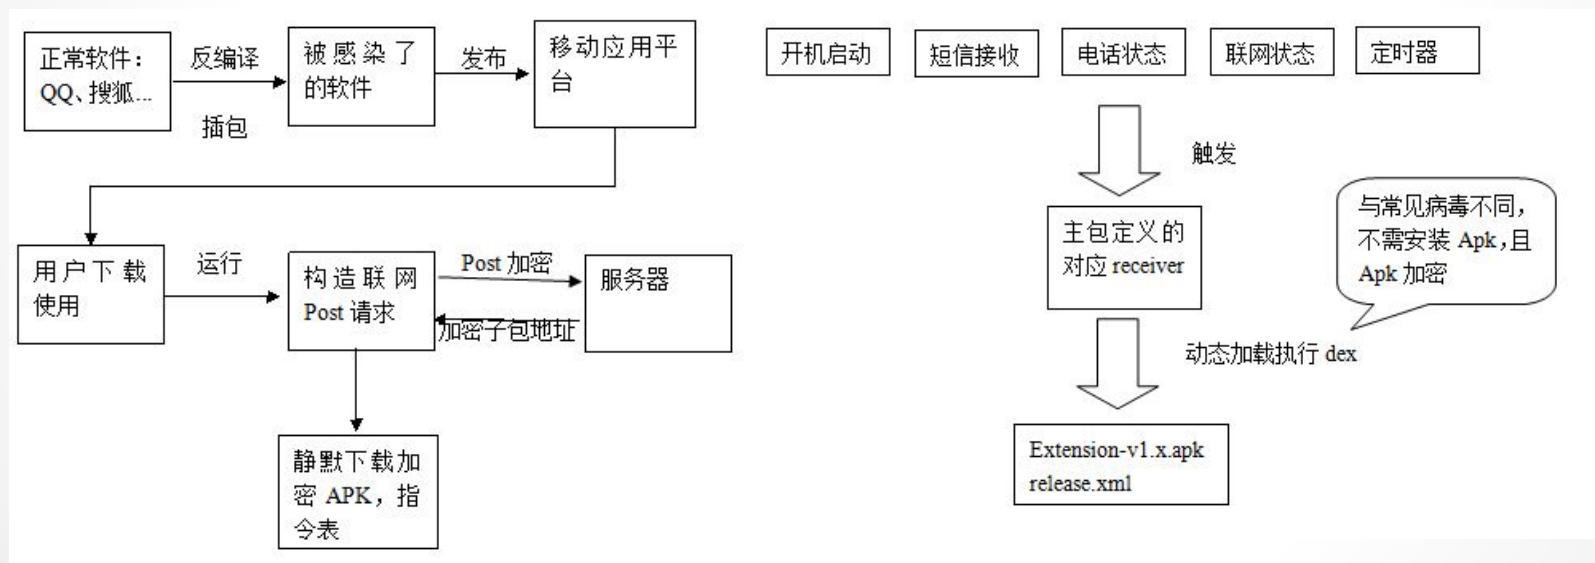 正常软件：
QQ、搜狐...
反编译
插包
被感染了
的软件
发布
移动应用平
台
用户下载
使用
运行
构造联网
Post 请求
Post 加密
加密子包地址
服务器
静默下载加
密 APK，指
令表
开机启动
短信接收
电话状态
联网状态
定时器
触发
主包定义的
对应 receiver
与常见病毒不同，
不需安装 Apk，且
Apk 加密
动态加载执行 dex
Extension-v1.x.apk
release.xml